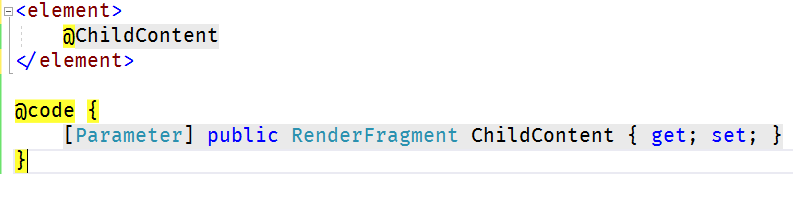 <element>
    @ChildContent
</element>
@code {
    [Parameter] public RenderFragment ChildContent { get; set; }
}